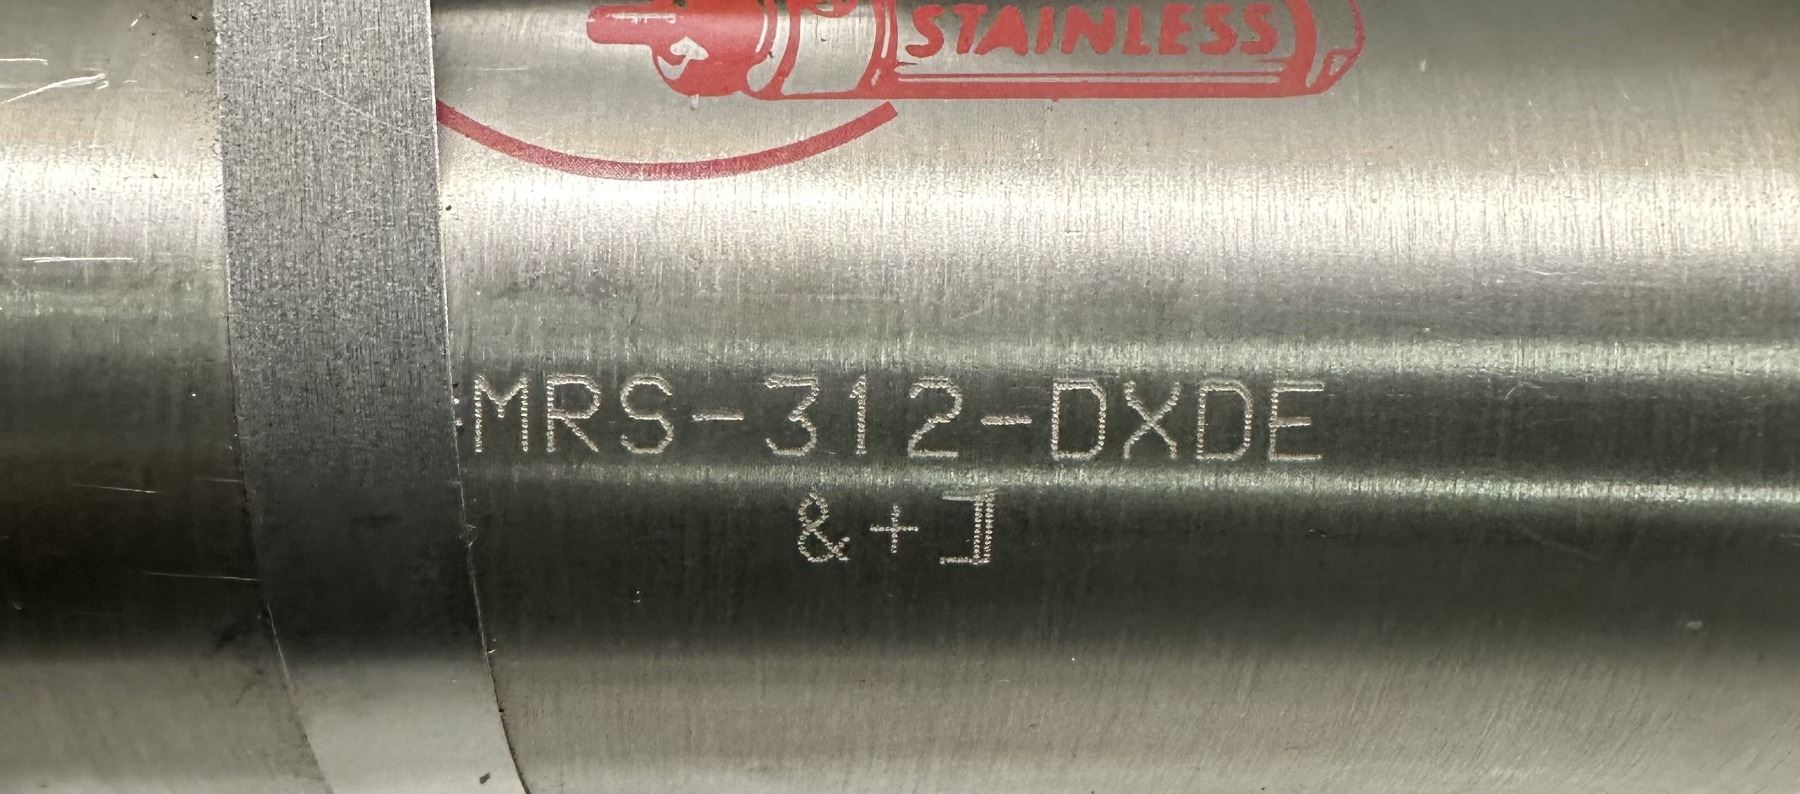 STAINLESS
MRS-312-DXDE
&+